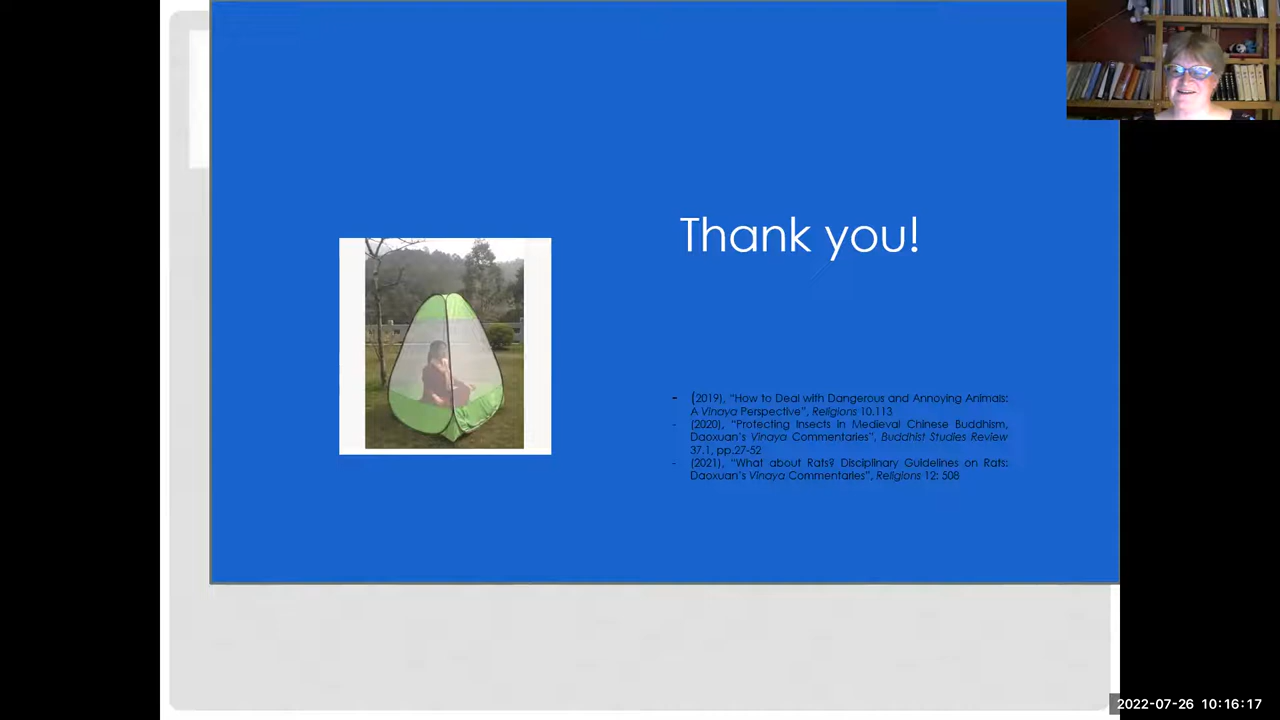 Thank you!
- (2019), “How to Deal with Dangerous and Annoying Animals:
A Vinaya Perspective”, Religions 10.113
- (2020), “Protecting Insects in Medieval Chinese Buddhism,
Daoxuan’s Vinaya Commentaries”, Buddhist Studies Review
37.1, pp.27-52
- (2021), “What about Rats? Disciplinary Guidelines on Rats:
Daoxuan’s Vinaya Commentaries”, Religions 12: 508
2022-07-26 10:16:17